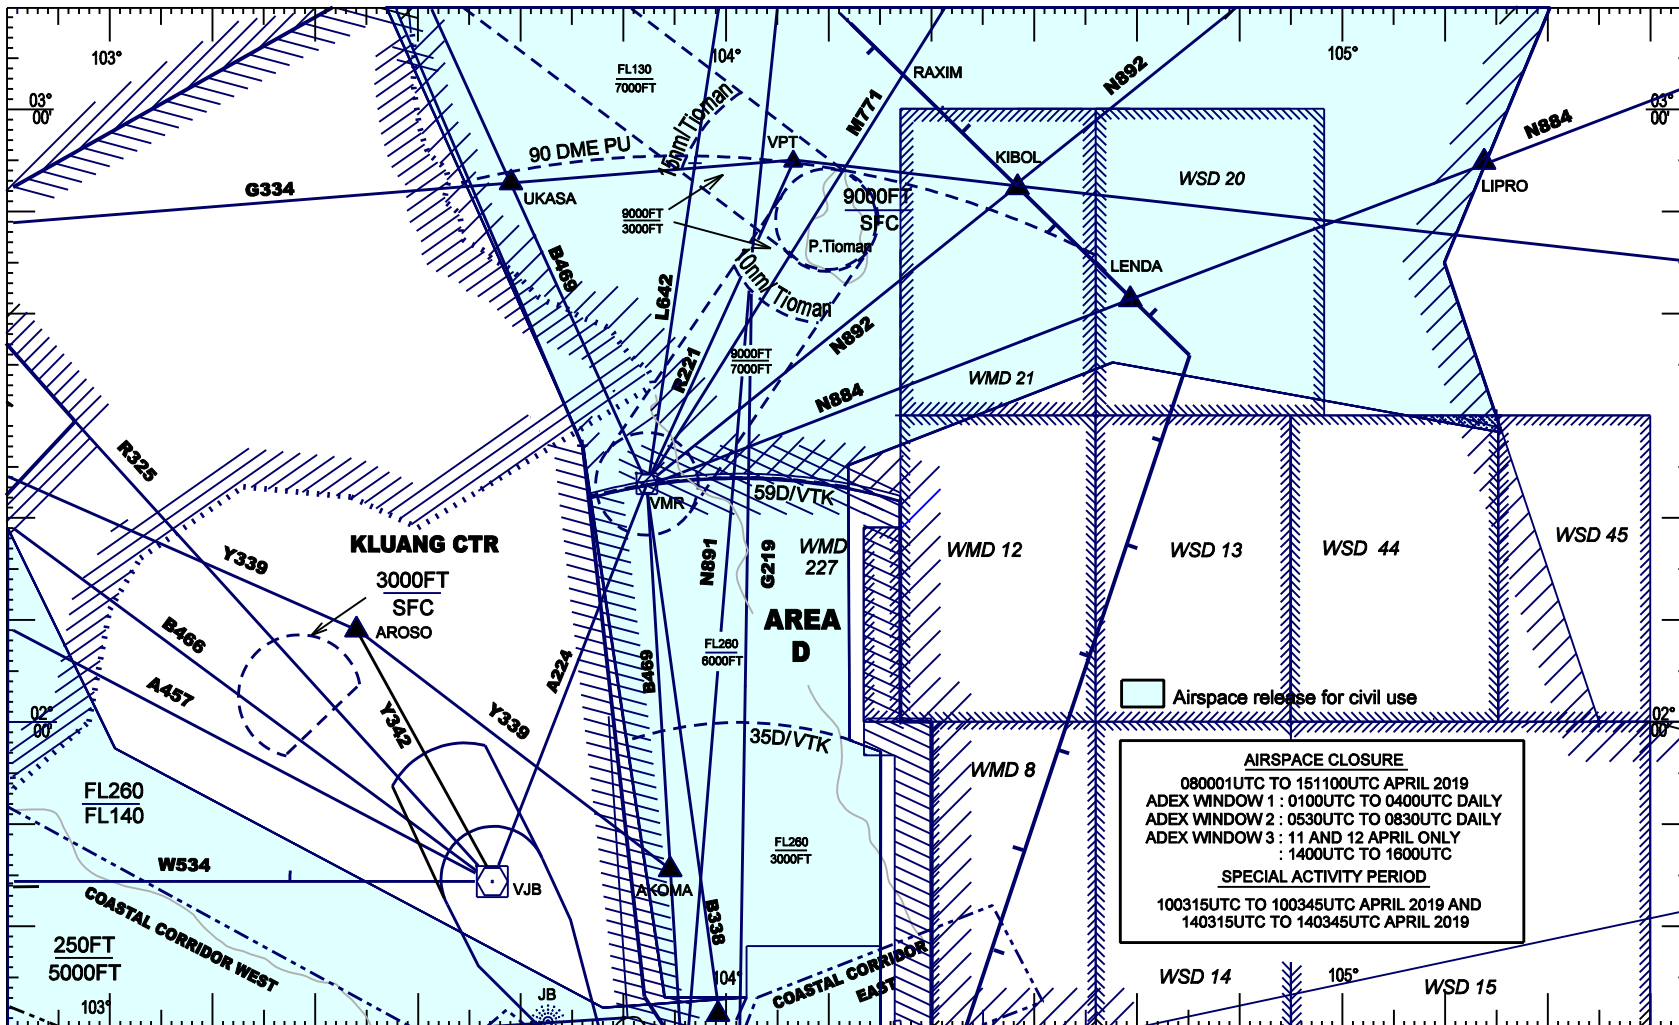 103°
104°
105°
FL130
7000FT
RAXIM
N892
03°
00'
03°
00'
15nm/Tioman
M771
N884
90 DME PU
VPT
KIBOL
WSD 20
LIPRO
G334
UKASA
9000FT
SFC
9000FT
3000FT
P.Tioman
B469
10nm/Tioman
LENDA
L642
N892
9000FT
7000FT
R221
WMD 21
N884
R325
59D/VTK
VMR
KLUANG CTR
3000FT
SFC
Y339
N891
G219
WMD
227
WMD 12
WSD 13
WSD 44
WSD 45
AREA
D
AROSO
B466
FL260
6000FT
A224
B469
A457
Y342
Y339
Airspace release for civil use
02°
00'
02°
00'
35D/VTK
WMD 8
AIRSPACE CLOSURE
080001UTC TO 151100UTC APRIL 2019
ADEX WINDOW 1 : 0100UTC TO 0400UTC DAILY
ADEX WINDOW 2 : 0530UTC TO 0830UTC DAILY
ADEX WINDOW 3 : 11 AND 12 APRIL ONLY
: 1400UTC TO 1600UTC
SPECIAL ACTIVITY PERIOD
100315UTC TO 100345UTC APRIL 2019 AND
140315UTC TO 140345UTC APRIL 2019
FL260
FL140
FL260
3000FT
W534
VJB
AKOMA
COASTAL CORRIDOR WEST
B338
250FT
5000FT
COASTAL CORRIDOR
EAST
WSD 14
WSD 15
JB
103°
104°
105°